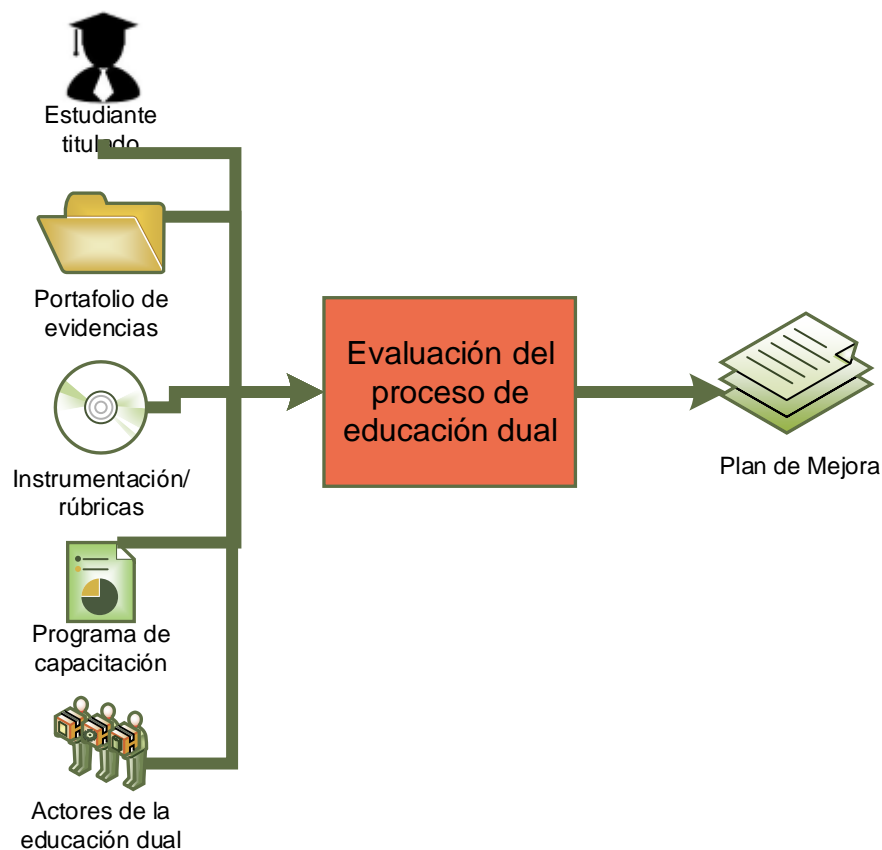 Estudiante
titulado
Portafolio de
evidencias
Instrumentación/
rúbricas
Programa de
capacitación
Actores de la
educación dual
Evaluación del
proceso de
educación dual
Plan de Mejora